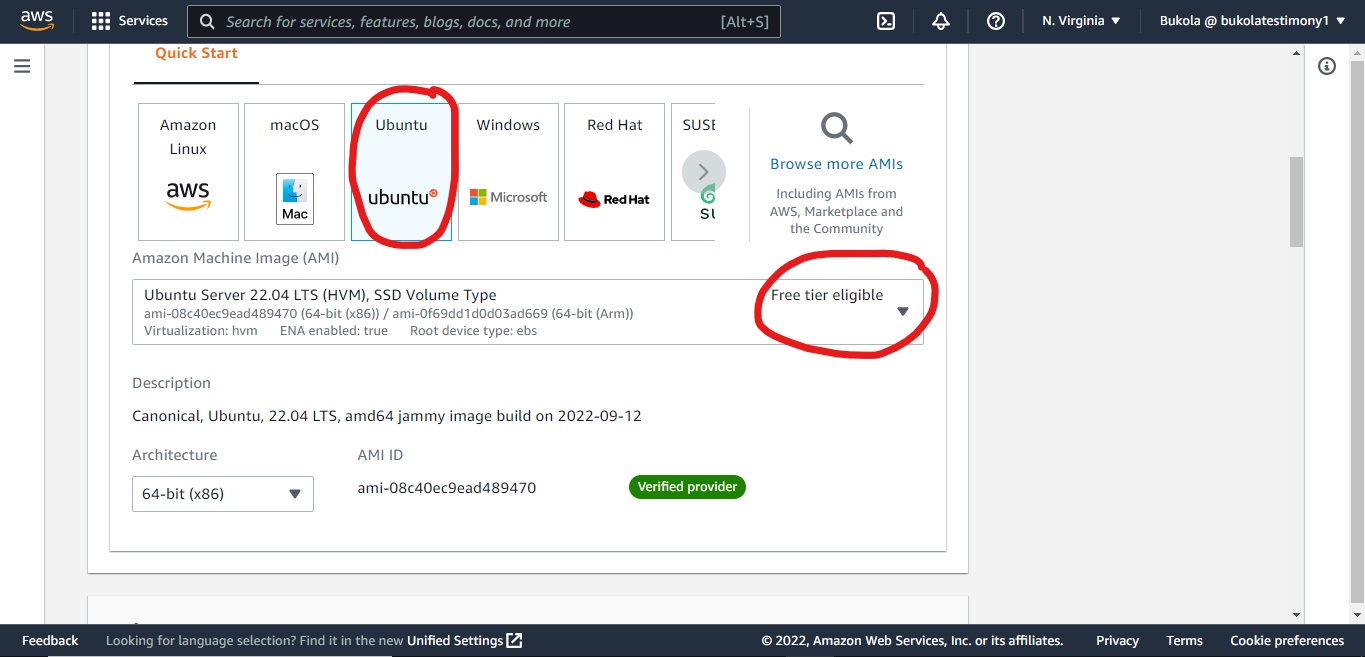 aws
Services
Search for services, features, blogs, docs, and more
[Alt+S]
N. Virginia
Bukola @ bukolatestimony1
Quick Start
Amazon
Linux
aws
macOS
Mac
Ubuntu
ubuntu
Windows
Microsoft
Red Hat
Red Hat
SUSE
SU
Browse more AMIs
Including AMIs from
AWS, Marketplace and
the Community
Amazon Machine Image (AMI)
Ubuntu Server 22.04 LTS (HVM), SSD Volume Type
Free tier eligible
ami-08c40ec9ead489470 (64-bit (x86)) / ami-0f69dd1d0d03ad669 (64-bit (Arm))
Virtualization: hvm ENA enabled: true Root device type: ebs
Description
Canonical, Ubuntu, 22.04 LTS, amd64 jammy image build on 2022-09-12
Architecture
AMI ID
64-bit (x86)
ami-08c40ec9ead489470
Verified provider
Feedback
Looking for language selection? Find it in the new Unified Settings
© 2022, Amazon Web Services, Inc. or its affiliates.
Privacy
Terms
Cookie preferences